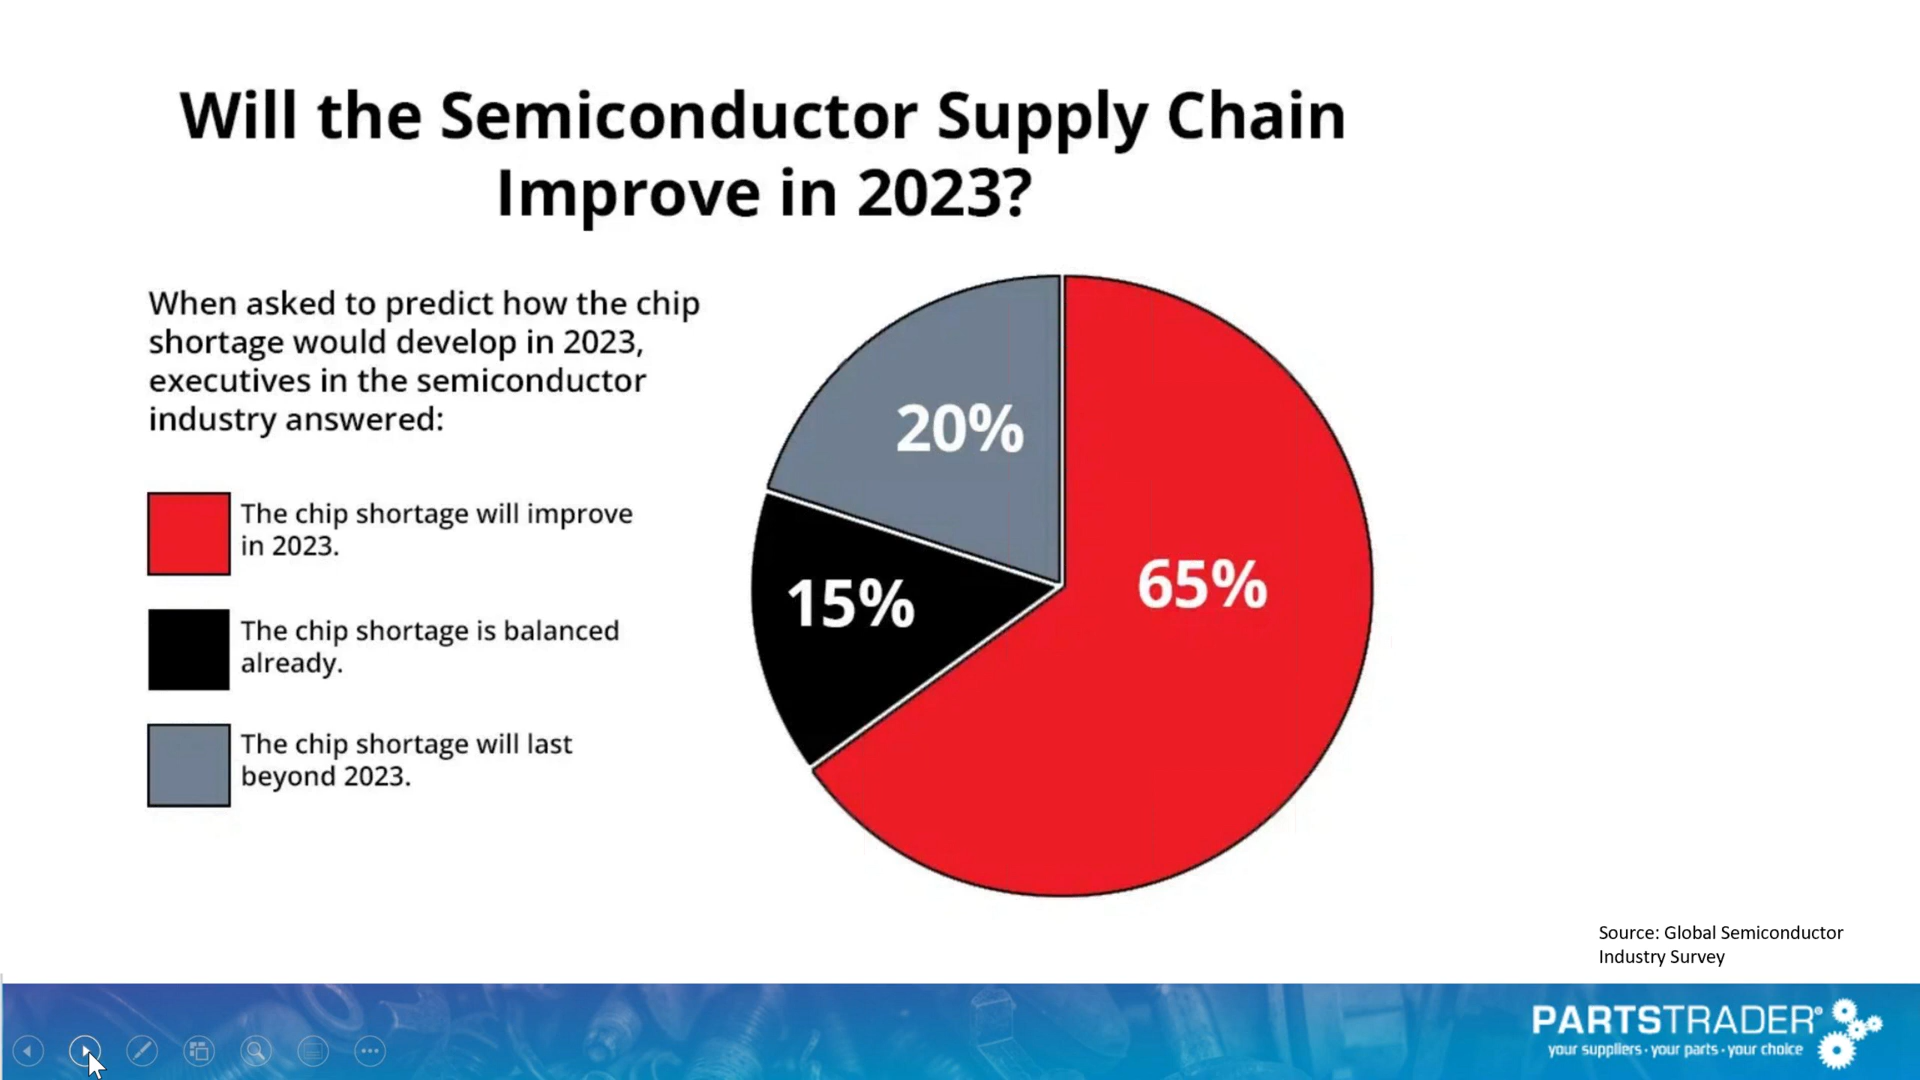 Will the Semiconductor Supply Chain
Improve in 2023?
When asked to predict how the chip
shortage would develop in 2023,
executives in the semiconductor
industry answered:
The chip shortage will improve
in 2023.
The chip shortage is balanced
already.
The chip shortage will last
beyond 2023.
20%
15%
65%
Source: Global Semiconductor
Industry Survey
PARTSTRADER®
your suppliers · your parts · your choice